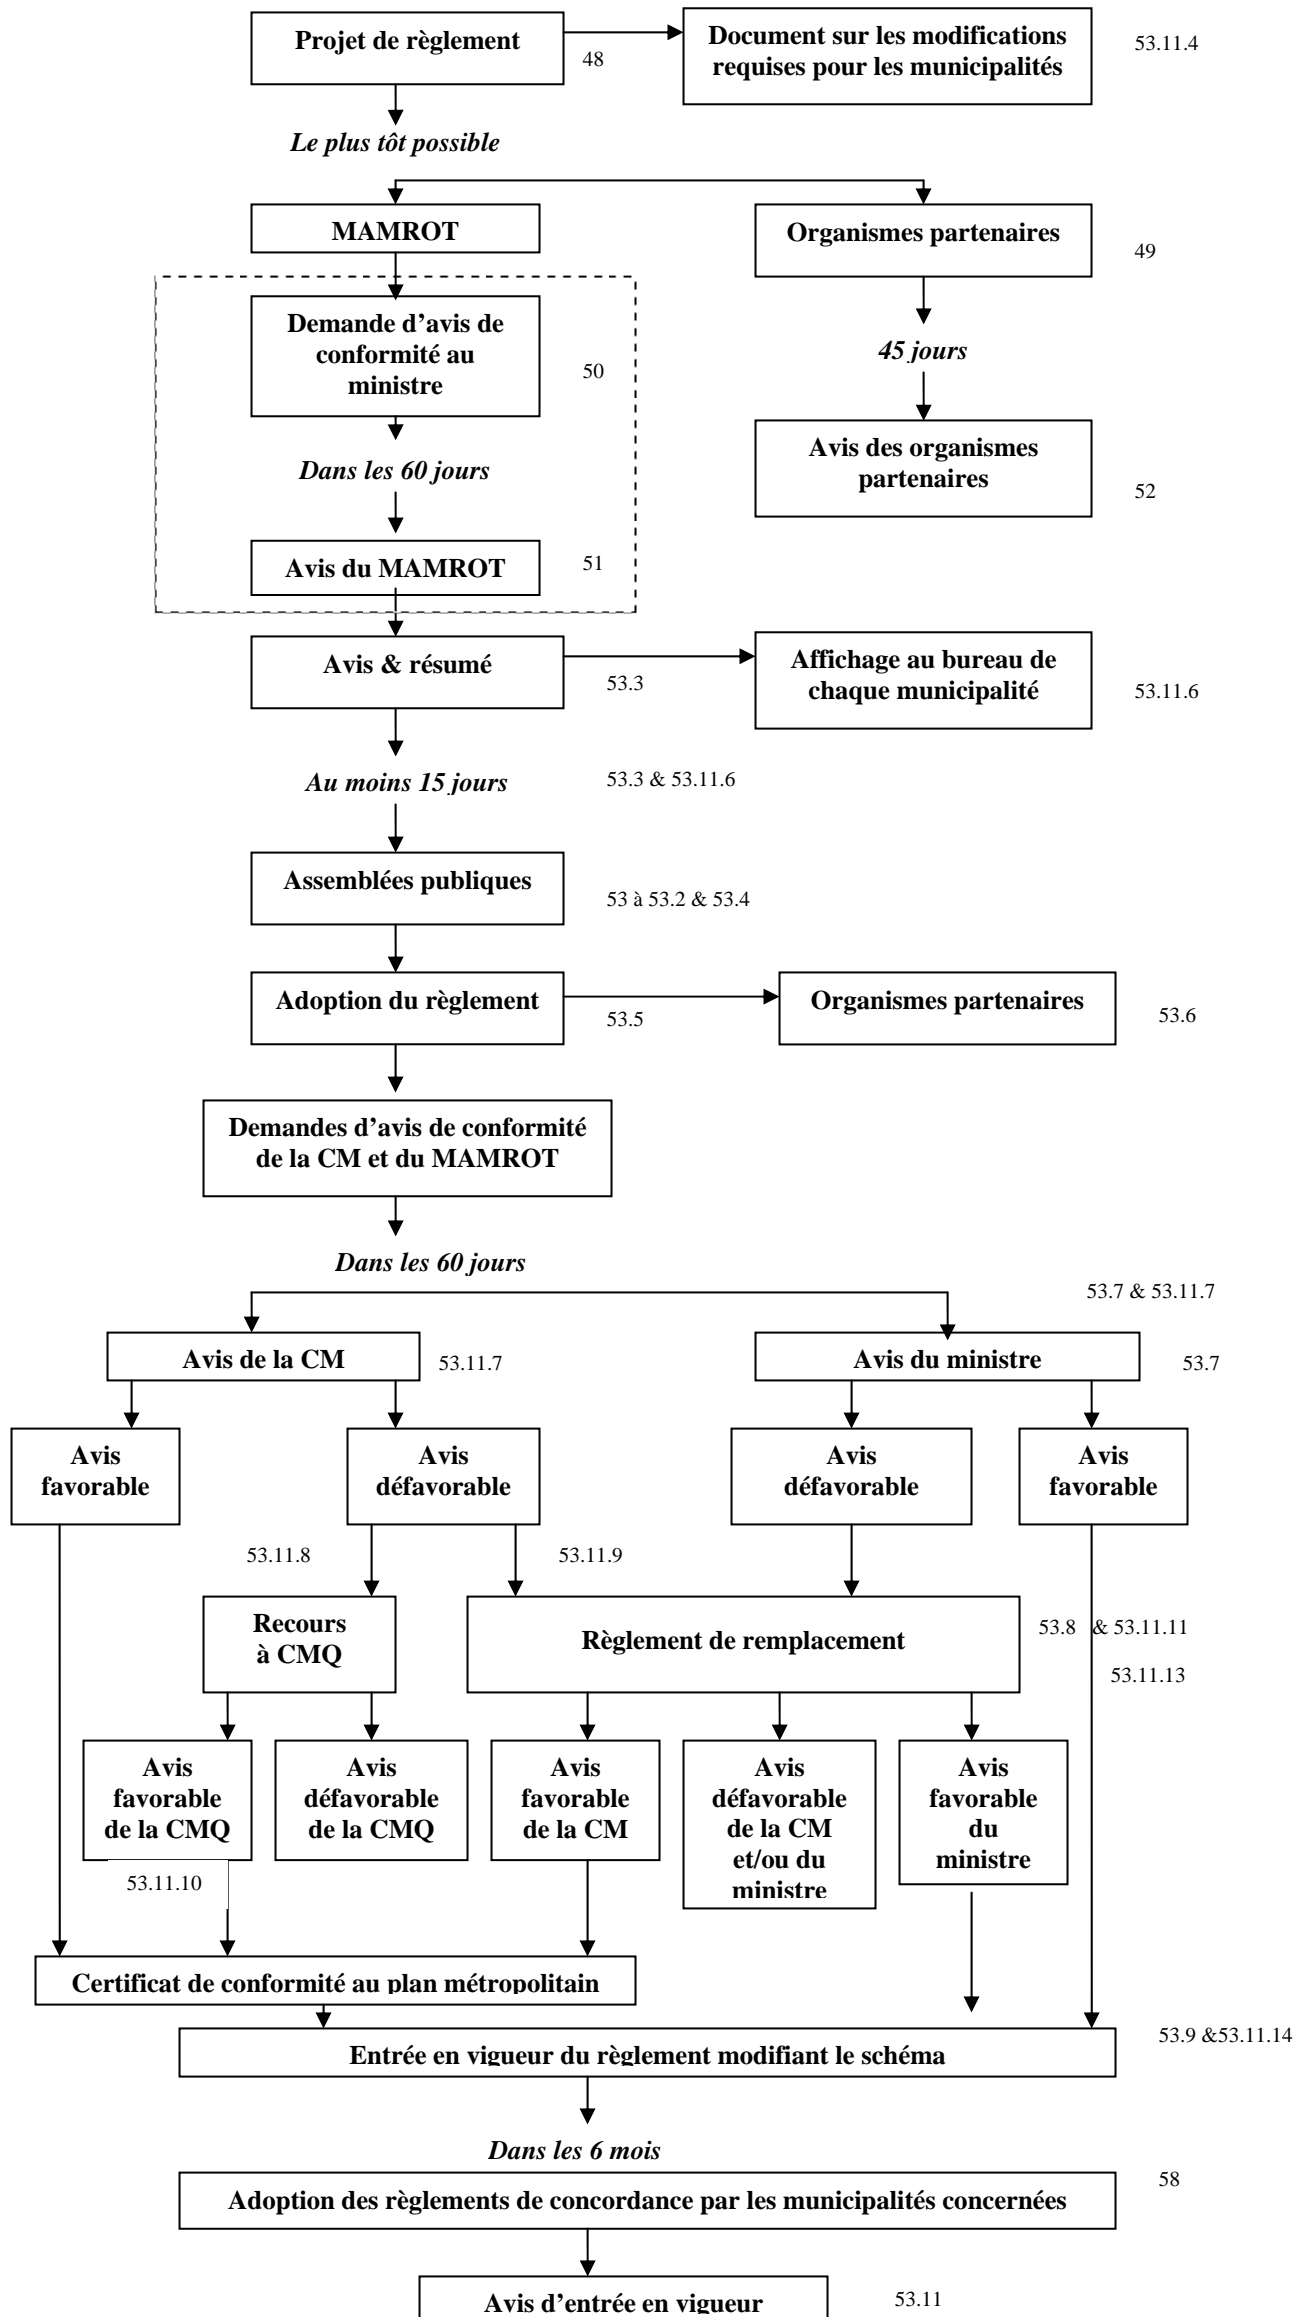 Projet de règlement
48
Document sur les modifications
requises pour les municipalités
53.11.4
Le plus tôt possible
MAMROT
Organismes partenaires
49
Demande d’avis de
conformité au
ministre
50
45 jours
Dans les 60 jours
Avis des organismes
partenaires
52
Avis du MAMROT
51
Avis & résumé
53.3
Affichage au bureau de
chaque municipalité
53.11.6
Au moins 15 jours
53.3 & 53.11.6
Assemblées publiques
53 à 53.2 & 53.4
Adoption du règlement
53.5
Organismes partenaires
53.6
Demandes d’avis de conformité
de la CM et du MAMROT
Dans les 60 jours
53.7 & 53.11.7
Avis de la CM
53.11.7
Avis du ministre
53.7
Avis
favorable
Avis
défavorable
Avis
défavorable
Avis
favorable
53.11.8
53.11.9
Recours
à CMQ
Règlement de remplacement
53.8 & 53.11.11
53.11.13
Avis
favorable
de la CMQ
Avis
défavorable
de la CMQ
Avis
favorable
de la CM
Avis
défavorable
de la CM
et/ou du
ministre
Avis
favorable
du
ministre
53.11.10
Certificat de conformité au plan métropolitain
Entrée en vigueur du règlement modifiant le schéma
53.9 &53.11.14
Dans les 6 mois
Adoption des règlements de concordance par les municipalités concernées
58
Avis d’entrée en vigueur
53.11